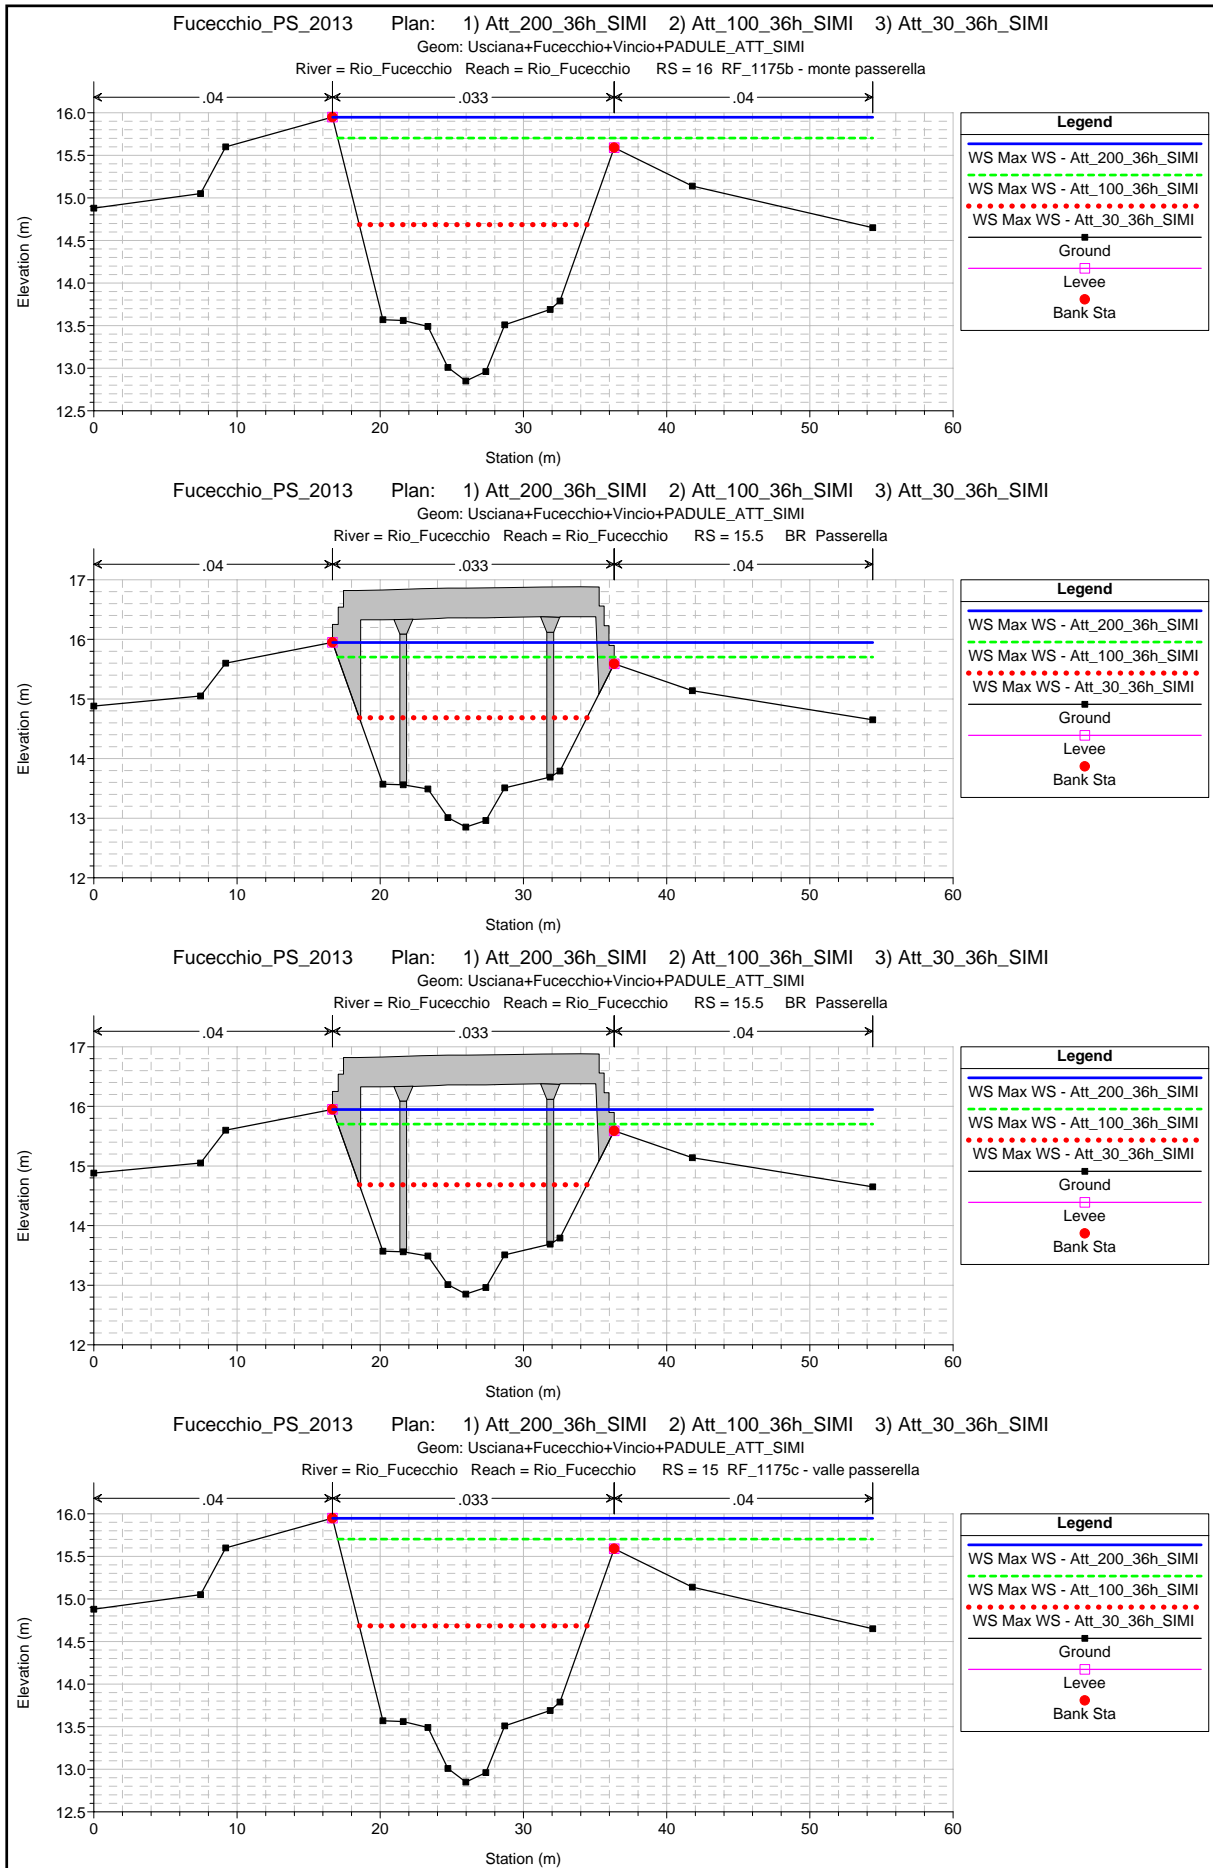 Fucecchio_PS_2013 Plan: 1) Att_200_36h_SIMI 2) Att_100_36h_SIMI 3) Att_30_36h_SIMI
Geom: Usciana+Fucecchio+Vincio+PADULE_ATT_SIMI
River = Rio_Fucecchio Reach = Rio_Fucecchio RS = 16 RF_1175b - monte passerella
.04 .033 .04
16.0
15.5
15.0
14.5
14.0
13.5
13.0
12.5
0 10 20 30 40 50 60
Station (m)
Elevation (m)
Legend
WS Max WS - Att_200_36h_SIMI
WS Max WS - Att_100_36h_SIMI
WS Max WS - Att_30_36h_SIMI
Ground
Levee
Bank Sta
Fucecchio_PS_2013 Plan: 1) Att_200_36h_SIMI 2) Att_100_36h_SIMI 3) Att_30_36h_SIMI
Geom: Usciana+Fucecchio+Vincio+PADULE_ATT_SIMI
River = Rio_Fucecchio Reach = Rio_Fucecchio RS = 15.5 BR Passerella
.04 .033 .04
17
16
15
14
13
12
0 10 20 30 40 50 60
Station (m)
Elevation (m)
Legend
WS Max WS - Att_200_36h_SIMI
WS Max WS - Att_100_36h_SIMI
WS Max WS - Att_30_36h_SIMI
Ground
Levee
Bank Sta
Fucecchio_PS_2013 Plan: 1) Att_200_36h_SIMI 2) Att_100_36h_SIMI 3) Att_30_36h_SIMI
Geom: Usciana+Fucecchio+Vincio+PADULE_ATT_SIMI
River = Rio_Fucecchio Reach = Rio_Fucecchio RS = 15.5 BR Passerella
.04 .033 .04
17
16
15
14
13
12
0 10 20 30 40 50 60
Station (m)
Elevation (m)
Legend
WS Max WS - Att_200_36h_SIMI
WS Max WS - Att_100_36h_SIMI
WS Max WS - Att_30_36h_SIMI
Ground
Levee
Bank Sta
Fucecchio_PS_2013 Plan: 1) Att_200_36h_SIMI 2) Att_100_36h_SIMI 3) Att_30_36h_SIMI
Geom: Usciana+Fucecchio+Vincio+PADULE_ATT_SIMI
River = Rio_Fucecchio Reach = Rio_Fucecchio RS = 15 RF_1175c - valle passerella
.04 .033 .04
16.0
15.5
15.0
14.5
14.0
13.5
13.0
12.5
0 10 20 30 40 50 60
Station (m)
Elevation (m)
Legend
WS Max WS - Att_200_36h_SIMI
WS Max WS - Att_100_36h_SIMI
WS Max WS - Att_30_36h_SIMI
Ground
Levee
Bank Sta